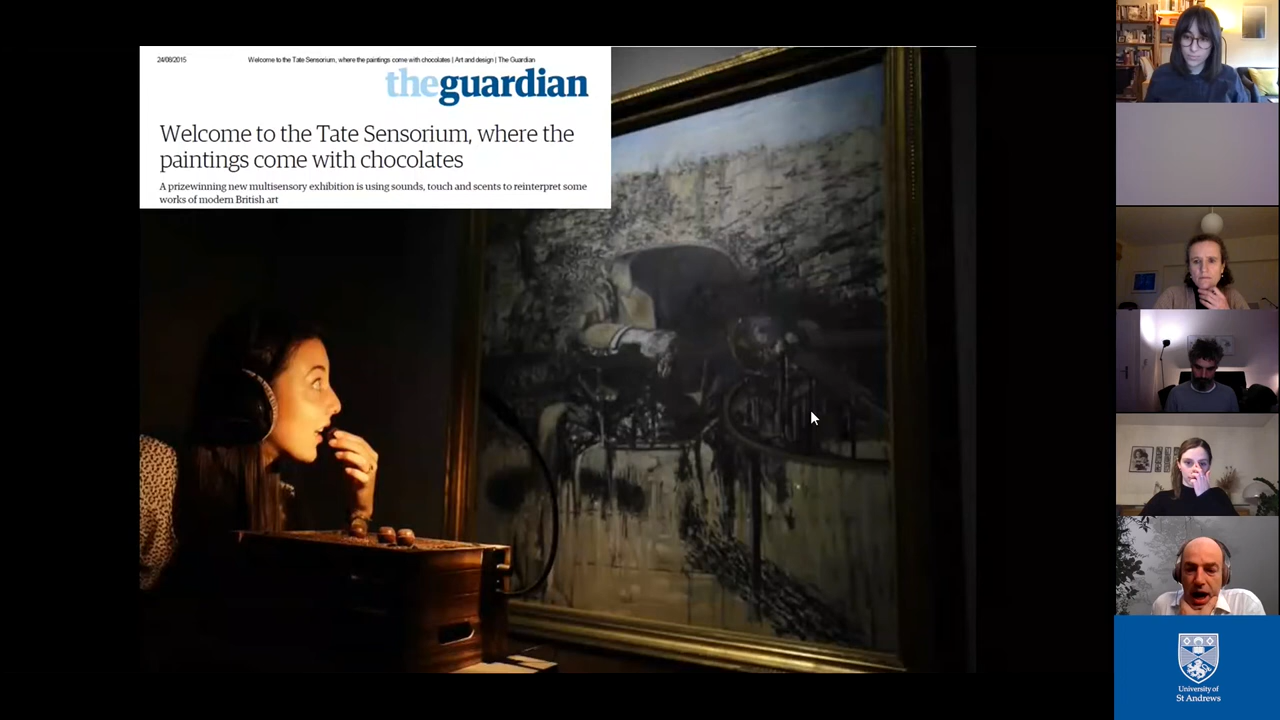 24/08/2015 Welcome to the Tate Sensorium, where the paintings come with chocolates | Art and design | The Guardian
theguardian
Welcome to the Tate Sensorium, where the
paintings come with chocolates
A prizewinning new multisensory exhibition is using sounds, touch and scents to reinterpret some
works of modern British art
University of
St Andrews